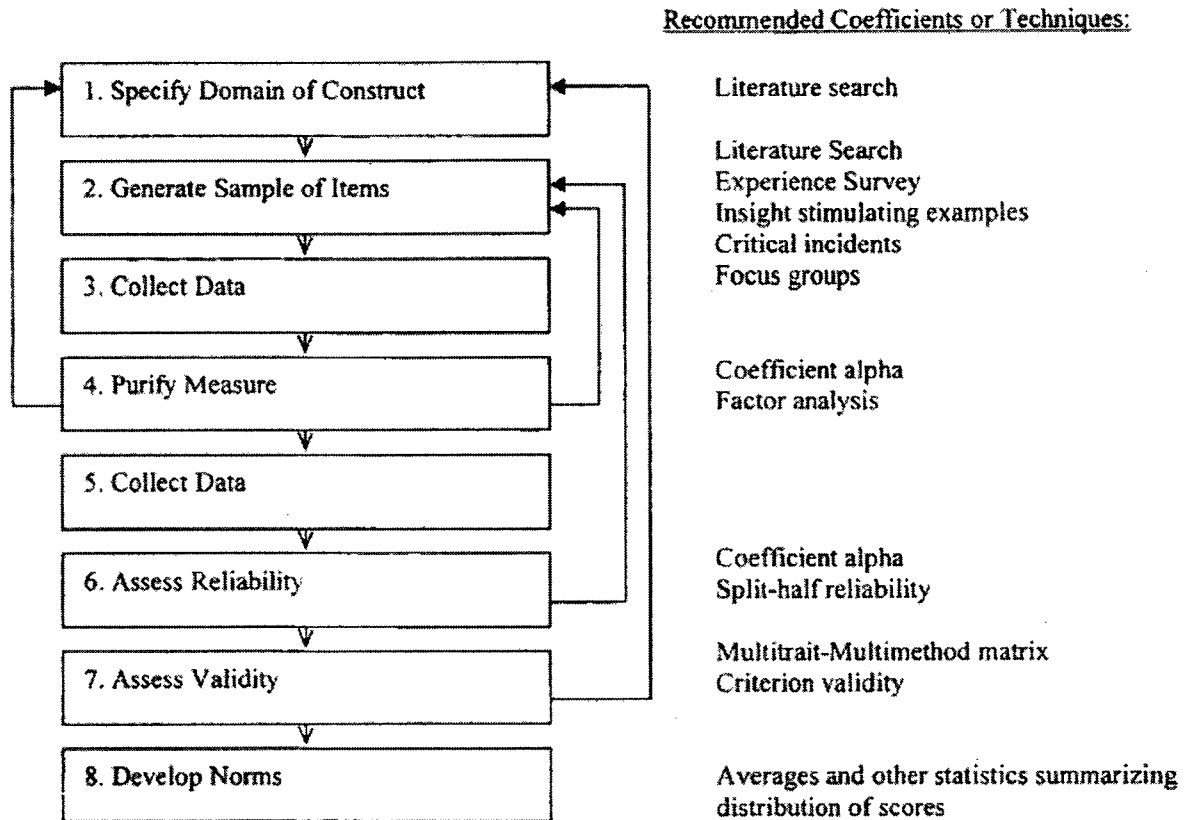 Recommended Coefficients or Techniques:
1. Specify Domain of Construct
Literature search
2. Generate Sample of Items
Literature Search
Experience Survey
Insight stimulating examples
Critical incidents
Focus groups
3. Collect Data
4. Purify Measure
Coefficient alpha
Factor analysis
5. Collect Data
6. Assess Reliability
Coefficient alpha
Split-half reliability
7. Assess Validity
Multitrait-Multimethod matrix
Criterion validity
8. Develop Norms
Averages and other statistics summarizing
distribution of scores